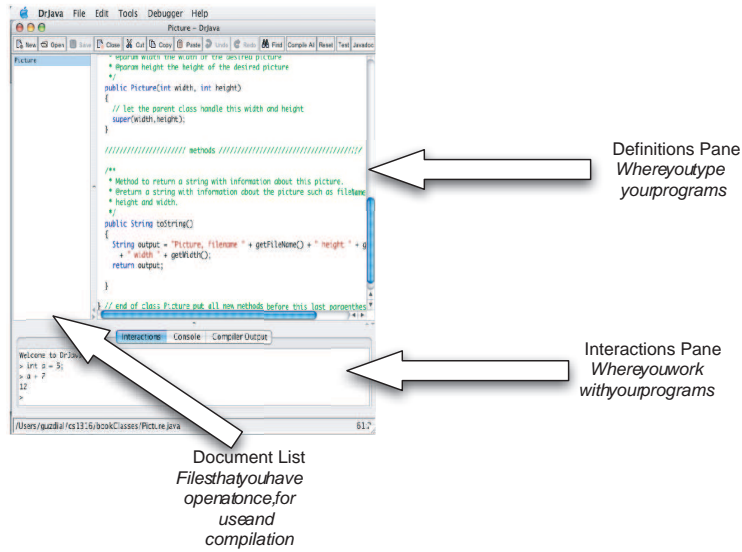 DrJava File Edit Tools Debugger Help
Picture - DrJava
New Open Save Close Cut Copy Paste Undo Redo Find Compile All Reset Test Javadoc
Picture
* @param width the width of the desired picture
* @param height the height of the desired picture
*/
public Picture(int width, int height)
{
// let the parent class handle this width and height
super(width,height);
}
////////////////////// methods //////////////////////////////////////
/**
* Method to return a string with information about this picture.
* @return a string with information about the picture such as fileName,
* height and width.
*/
public String toString()
{
String output = "Picture, filename " + getFileName() + " height " + g
+ " width " + getWidth();
return output;
}
} // end of class Picture put all new methods before this last parenthes
Interactions Console Compiler Output
Welcome to DrJava
> int a = 5;
> a + 7
12
>
/Users/guzdial/cs1316/bookClasses/Picture.java 61:7
Definitions Pane
Whereyoutype
yourprograms
Interactions Pane
Whereyouwork
withyourprograms
Document List
Filesthatyouhave
openatonce,for
useand
compilation